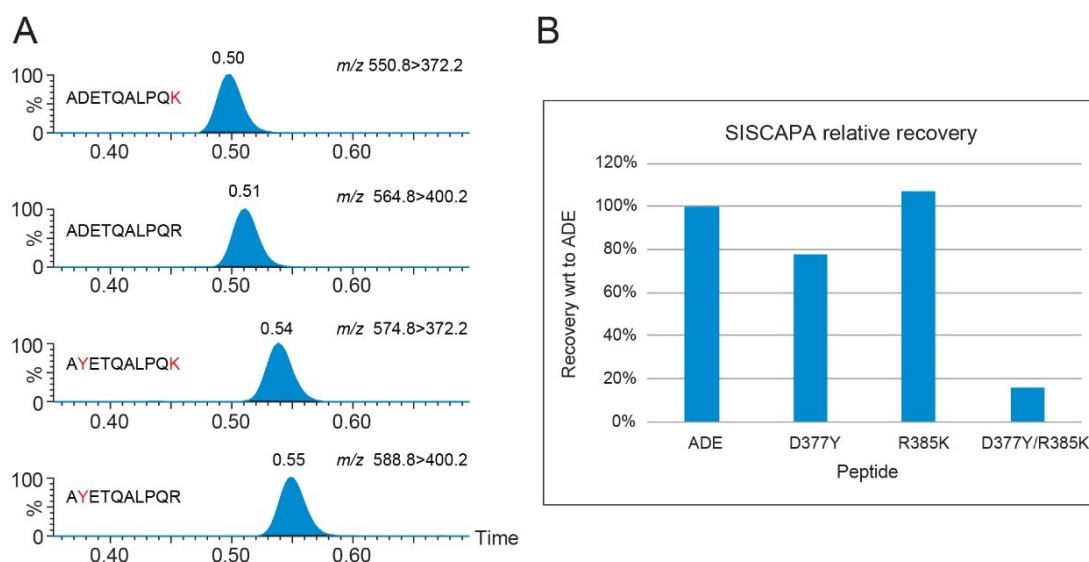 A
0.50
m/z 550.8>372.2
100
%
0
ADETQALPQK
0.40 0.50 0.60
0.51
m/z 564.8>400.2
100
%
0
ADETQALPQR
0.40 0.50 0.60
0.54
m/z 574.8>372.2
100
%
0
AYETQALPQK
0.40 0.50 0.60
0.55
m/z 588.8>400.2
100
%
0
AYETQALPQR
Time
0.40 0.50 0.60
B
SISCAPA relative recovery
Recovery wrt to ADE
120%
100%
80%
60%
40%
20%
0%
ADE D377Y R385K D377Y/R385K
Peptide